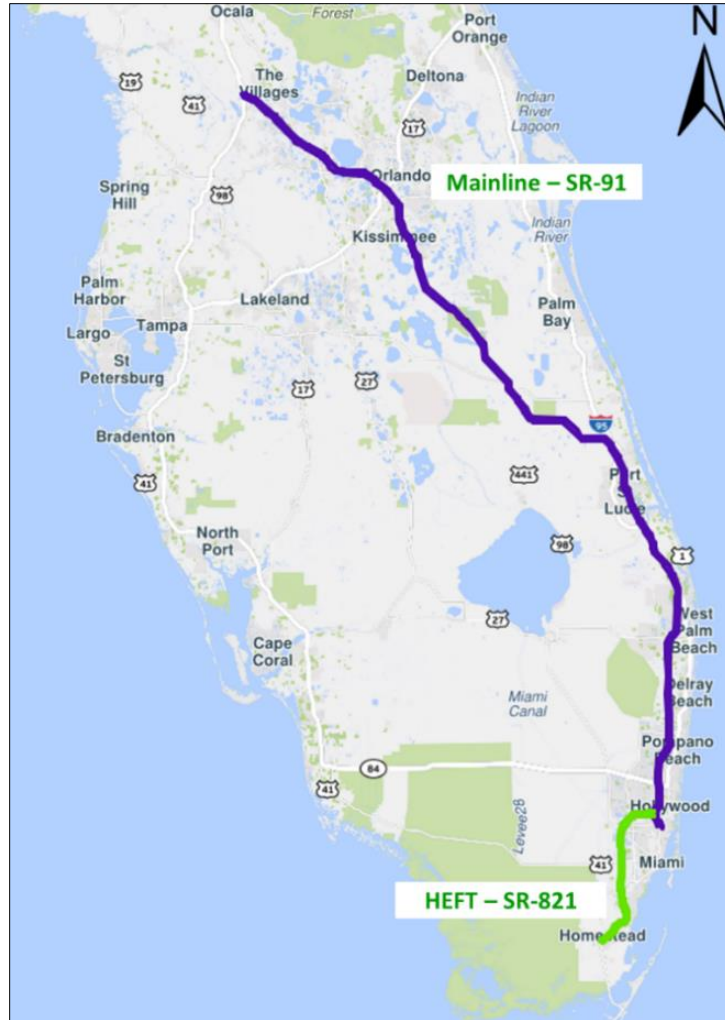 Ocala
Forest
Port
Orange
N
The
Villages
Deltona
19
41
17
Indian
River
Lagoon
Orlando
Mainline – SR-91
Spring
Hill
98
Kissimmee
Indian
River
Palm
Harbor
Lakeland
Palm
Bay
Largo
Tampa
St
Petersburg
27
17
95
Bradenton
441
41
Port
St
Lucie
North
Port
98
1
West
Palm
Beach
27
Cape
Coral
Delray
Beach
Miami
Canal
Pompano
Beach
84
41
Hollywood
Levee28
41
Miami
HEFT – SR-821
Homestead